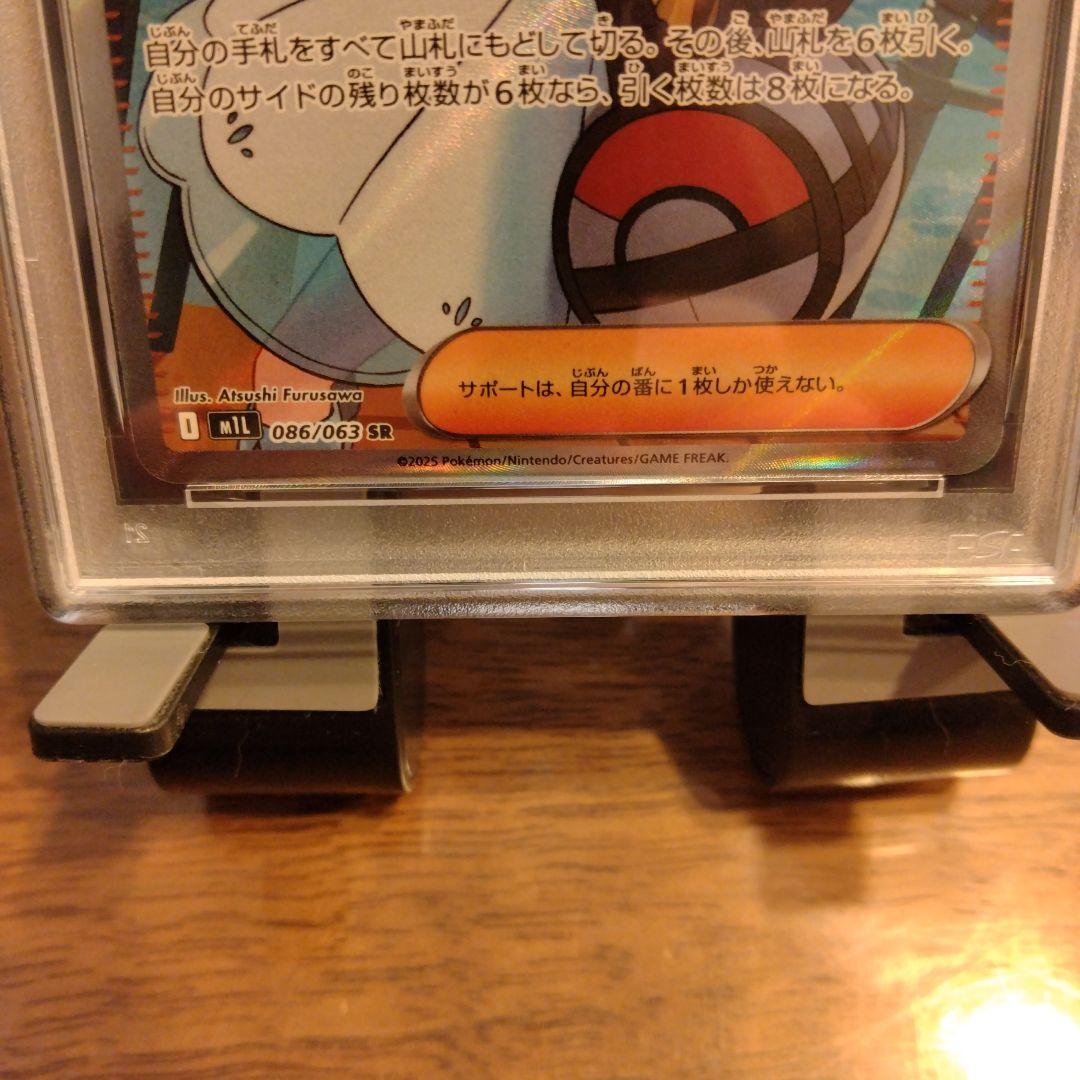 自分の手札をすべて山札にもどして切る。その後、山札を6枚引く。
自分のサイドの残り枚数が6枚なら、引く枚数は8枚になる。
サポートは、自分の番に1枚しか使えない。
Illus. Atsushi Furusawa
I M1L 086/063 SR
©2025 Pokémon/Nintendo/Creatures/GAME FREAK.